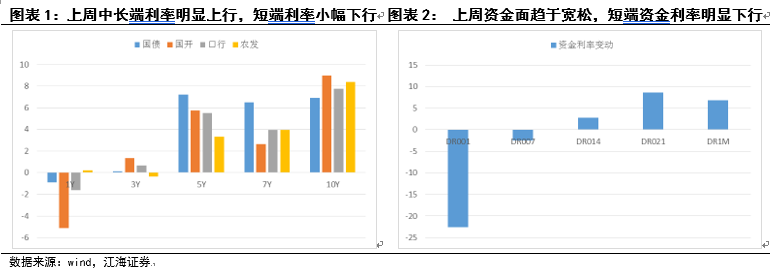 图表 1：上周中长端利率明显上行，短端利率小幅下行
图表 2： 上周资金面趋于宽松，短端资金利率明显下行
国债 国开 口行 农发
10
8
6
4
2
0
-2
-4
-6
1Y 3Y 5Y 7Y 10Y
资金利率变动
15
10
5
0
-5
-10
-15
-20
-25
DR001 DR007 DR014 DR021 DR1M
数据来源：wind，江海证券